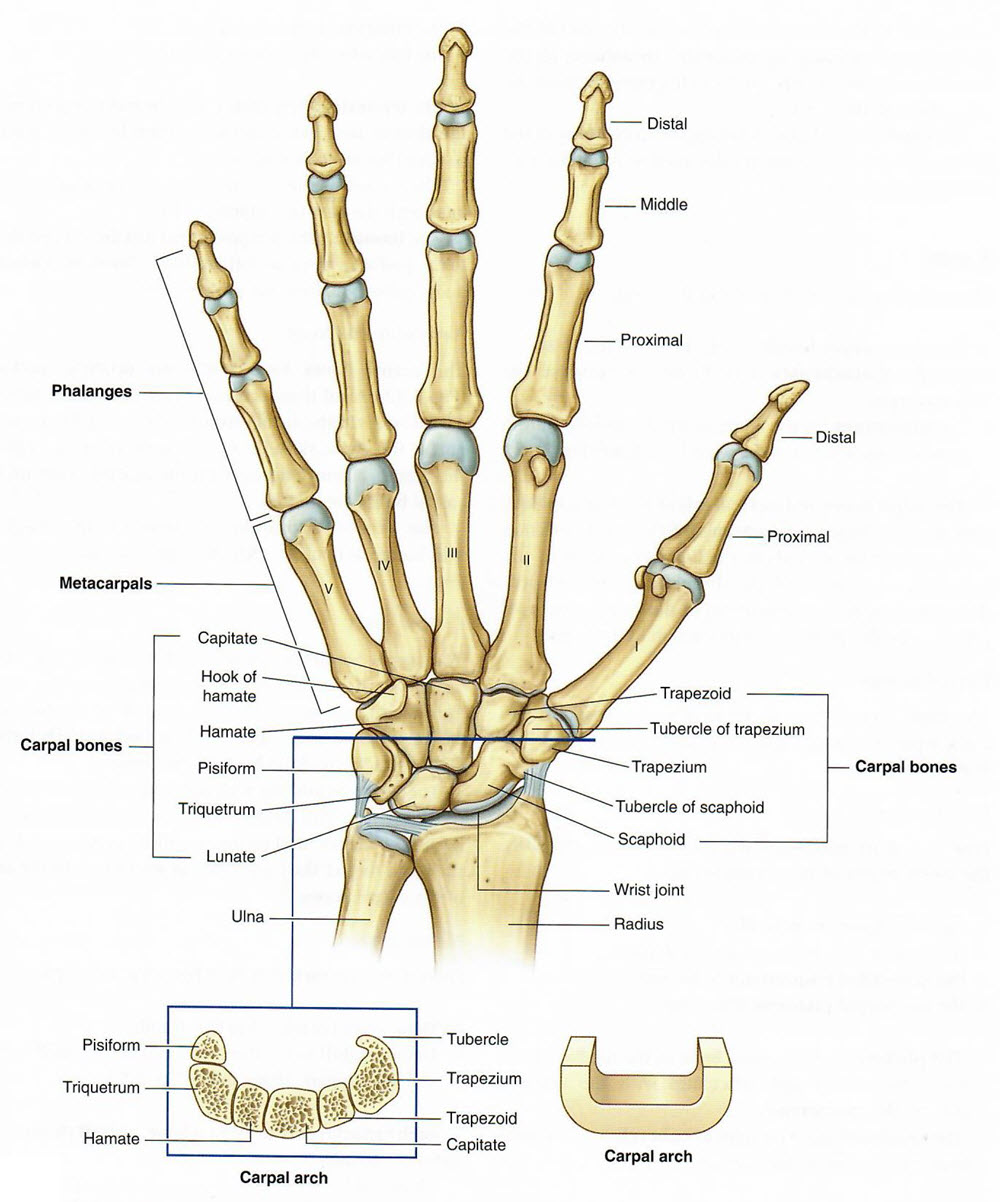 Distal
Middle
Proximal
Phalanges
Distal
Proximal
Metacarpals
V
IV
III
II
I
Capitate
Hook of
hamate
Hamate
Carpal bones
Pisiform
Triquetrum
Lunate
Ulna
Trapezoid
Tubercle of trapezium
Trapezium
Carpal bones
Tubercle of scaphoid
Scaphoid
Wrist joint
Radius
Pisiform
Triquetrum
Hamate
Tubercle
Trapezium
Trapezoid
Capitate
Carpal arch
Carpal arch